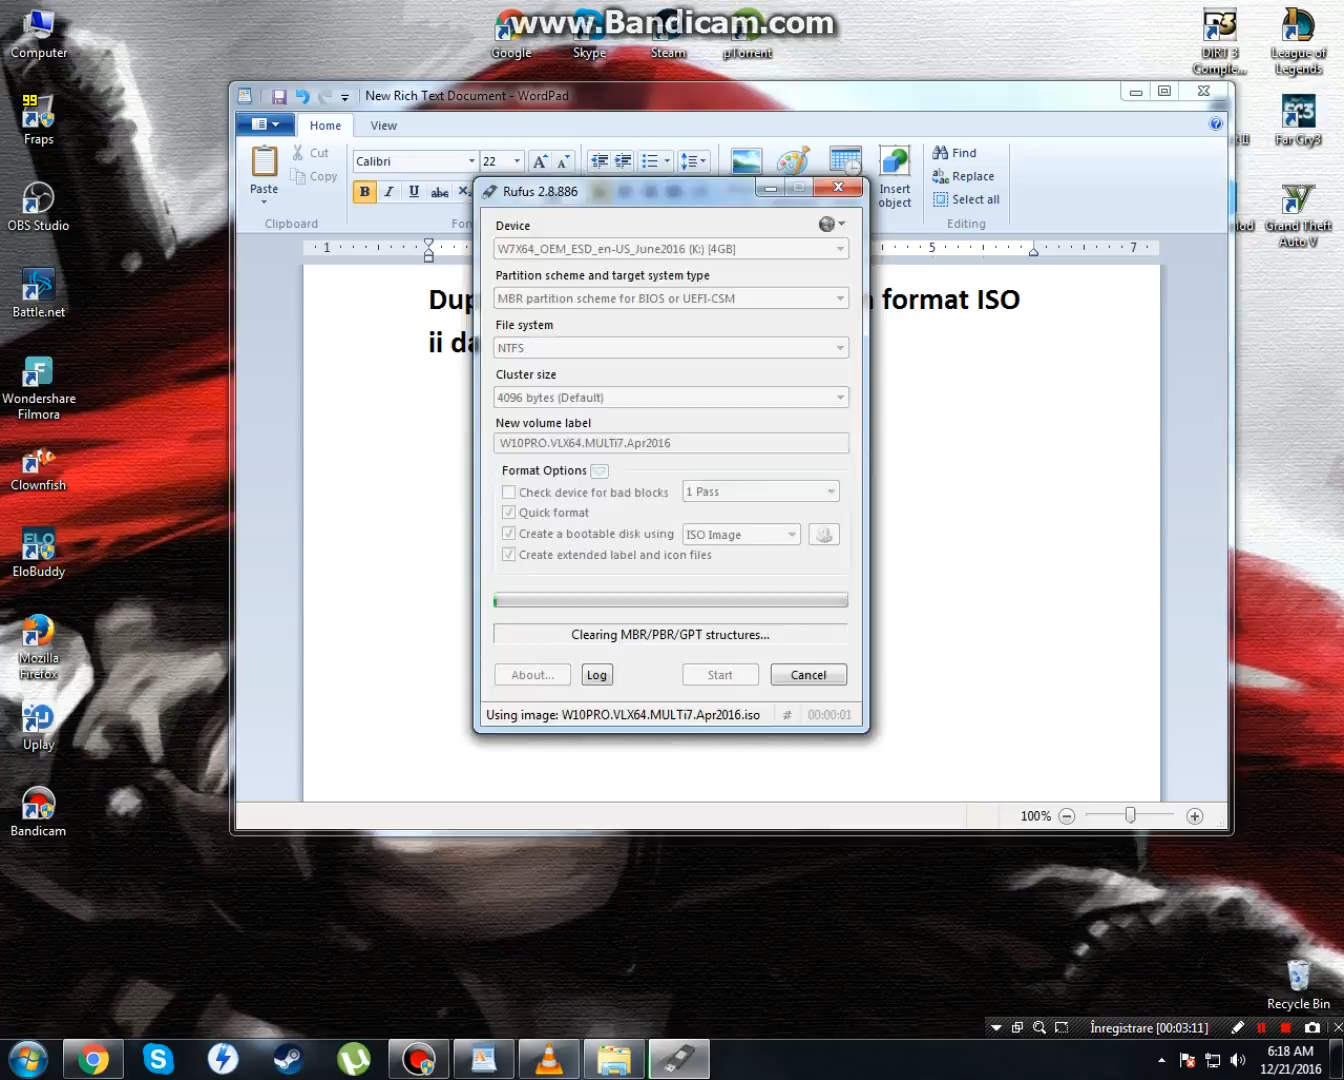 www.Bandicam.com
Computer
Google
Skype
Steam
µTorrent
DiRT 3
Comple...
League of
Legends
New Rich Text Document - WordPad
99
Fraps
Home
View
Far Cry3
Cut
Copy
Paste
Calibri
22
Clipboard
B I U abc
Insert
object
Find
Replace
Select all
Editing
OBS Studio
Grand Theft
Auto V
1
5
7
Rufus 2.8.886
Device
W7X64_OEM_ESD_en-US_June2016 (K:) [4GB]
Partition scheme and target system type
MBR partition scheme for BIOS or UEFI-CSM
format ISO
ii
File system
NTFS
Cluster size
4096 bytes (Default)
New volume label
W10PRO.VLX64.MULTi7.Apr2016
Format Options
Check device for bad blocks
1 Pass
Quick format
Create a bootable disk using
ISO Image
Create extended label and icon files
Clearing MBR/PBR/GPT structures...
About...
Log
Start
Cancel
Using image: W10PRO.VLX64.MULTi7.Apr2016.iso
#
00:00:01
Battle.net
Wondershare
Filmora
Clownfish
ELO
EloBuddy
Mozilla
Firefox
Uplay
Bandicam
100%
Recycle Bin
Înregistrare [00:03:11]
6:18 AM
12/21/2016